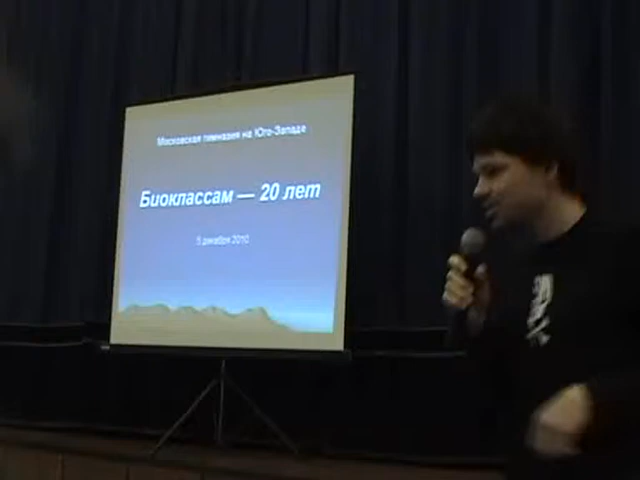 Московская гимназия на Юго-Западе
Биоклассам — 20 лет
5 декабря 2010